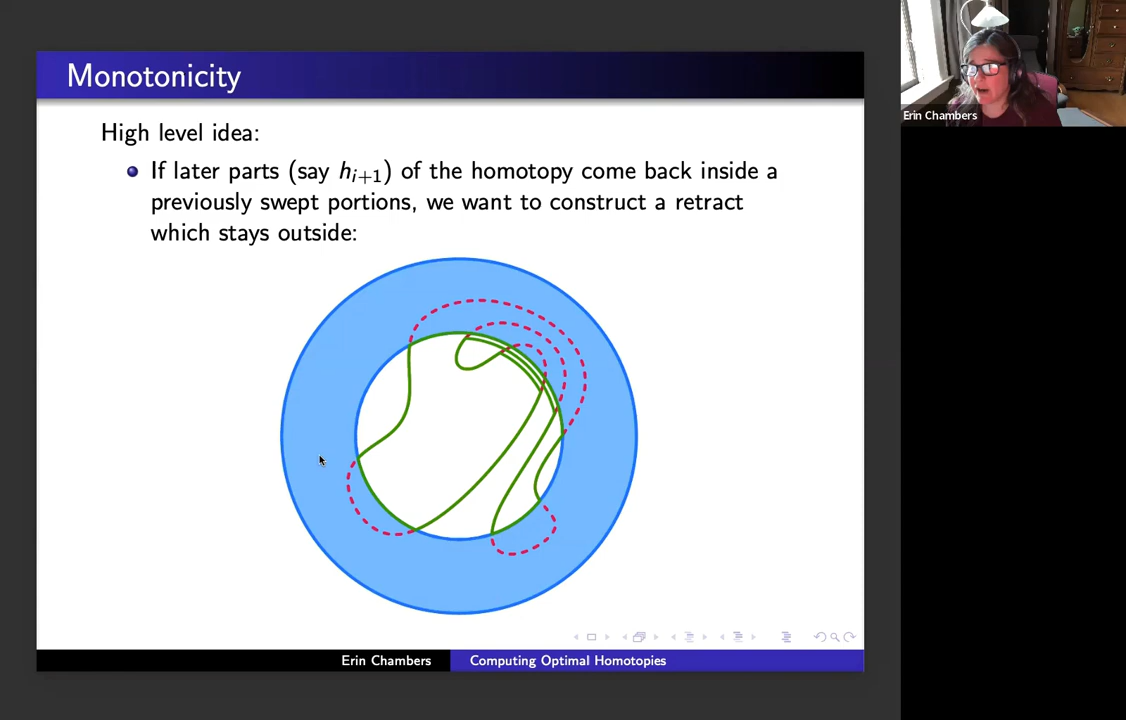 Monotonicity
High level idea:
If later parts (say hᵢ₊₁) of the homotopy come back inside a
previously swept portions, we want to construct a retract
which stays outside:
Erin Chambers
Computing Optimal Homotopies
Erin Chambers